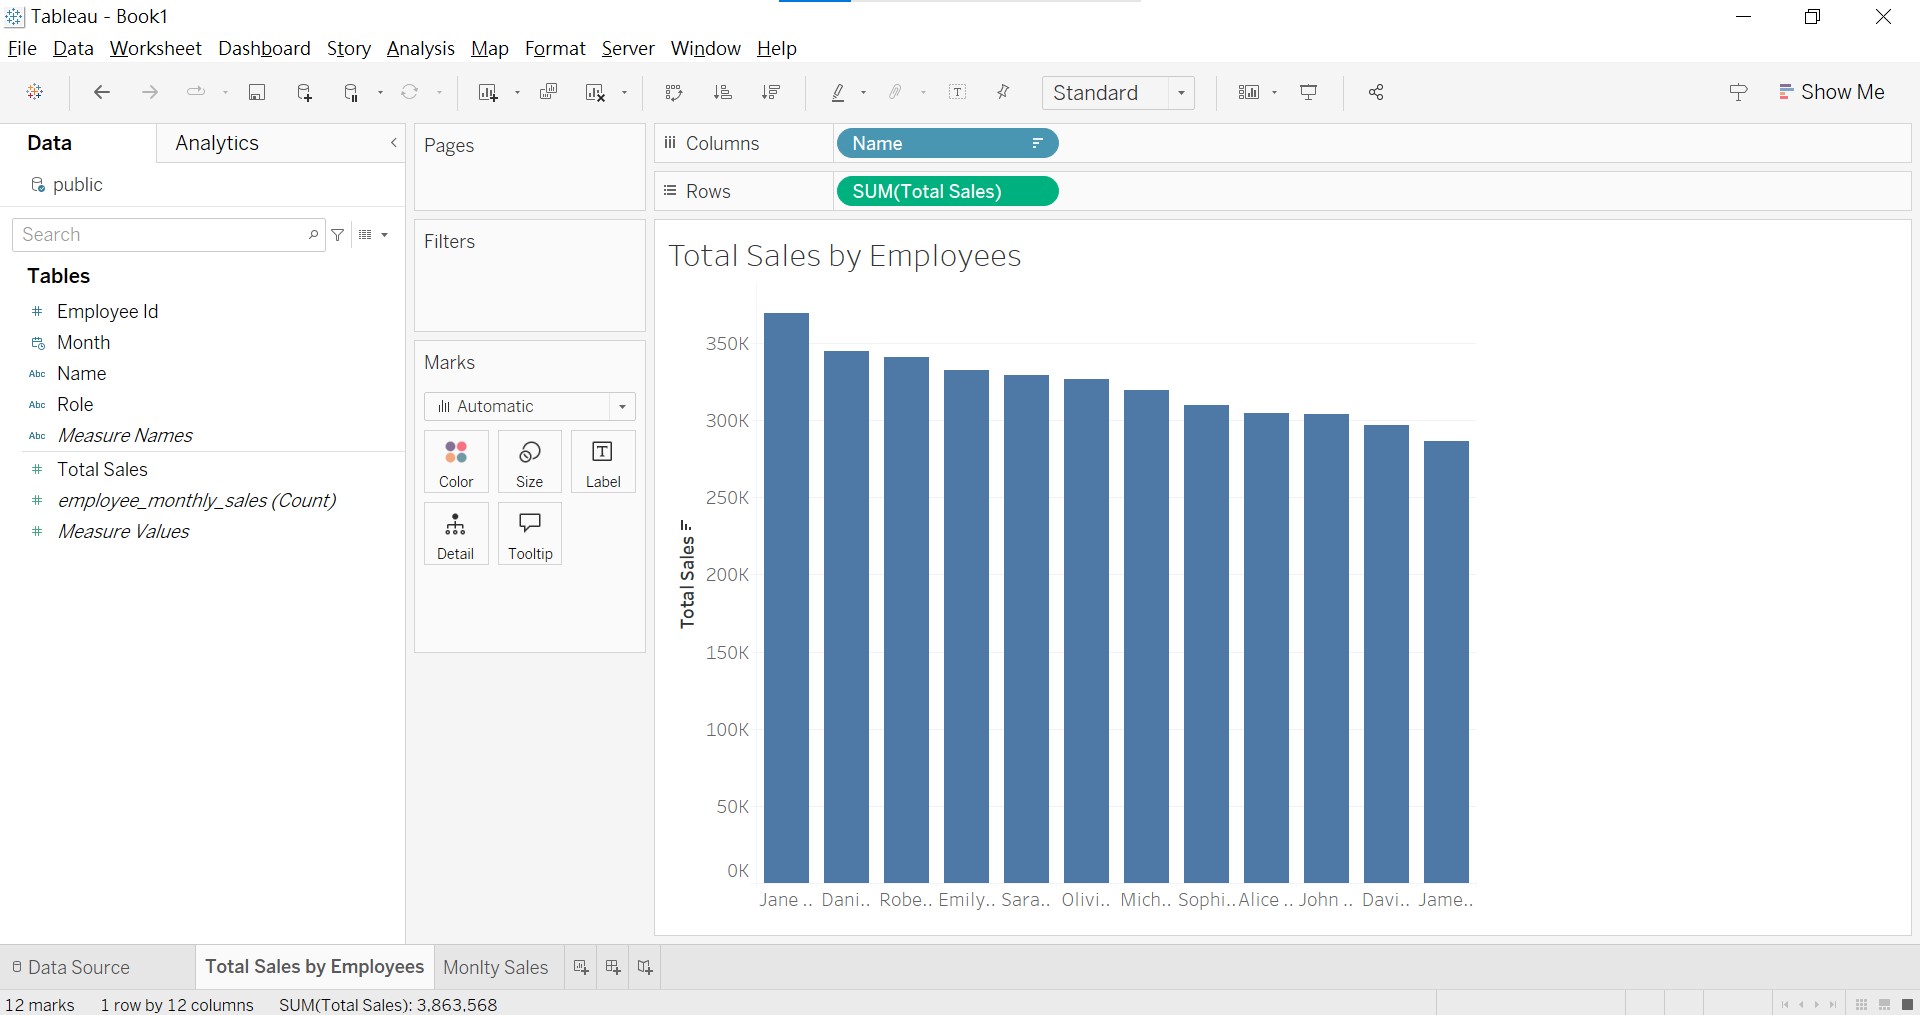 Tableau - Book1
File Data Worksheet Dashboard Story Analysis Map Format Server Window Help
Standard
Show Me
Data
Analytics
public
Search
Tables
Employee Id
Month
Abc Name
Abc Role
Abc Measure Names
Total Sales
employee_monthly_sales (Count)
Measure Values
Pages
Filters
Marks
Automatic
Color
Size
Label
Detail
Tooltip
Columns
Name
Rows
SUM(Total Sales)
Total Sales by Employees
Total Sales
350K
300K
250K
200K
150K
100K
50K
0K
Jane .. Dani.. Robe.. Emily.. Sara.. Olivi.. Mich.. Sophi.. Alice .. John .. Davi.. Jame..
Data Source
Total Sales by Employees
Monlty Sales
12 marks 1 row by 12 columns SUM(Total Sales): 3,863,568